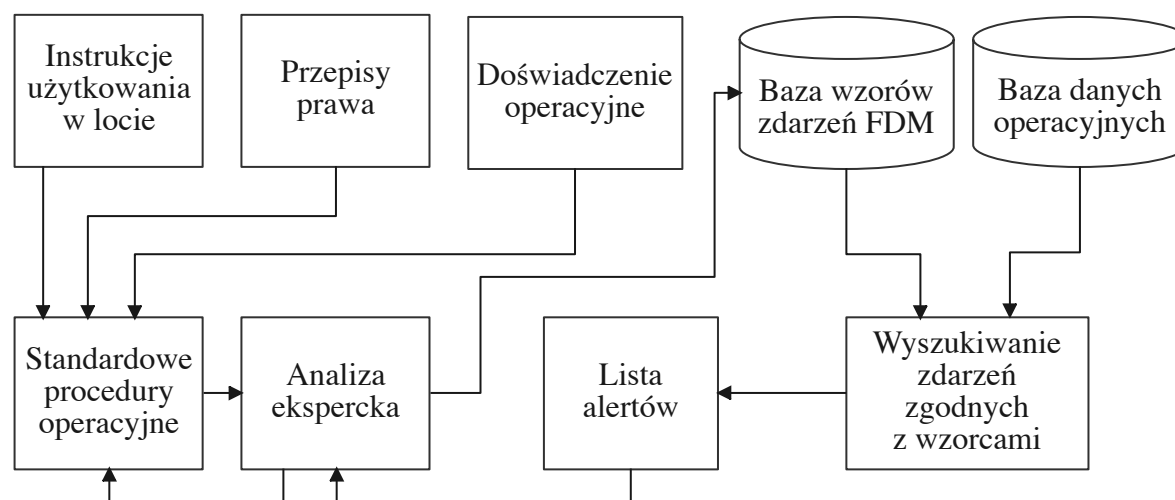 Instrukcje
użytkowania
w locie
Przepisy
prawa
Doświadczenie
operacyjne
Baza wzorów
zdarzeń FDM
Baza danych
operacyjnych
Standardowe
procedury
operacyjne
Analiza
ekspercka
Lista
alertów
Wyszukiwanie
zdarzeń
zgodnych
z wzorcami